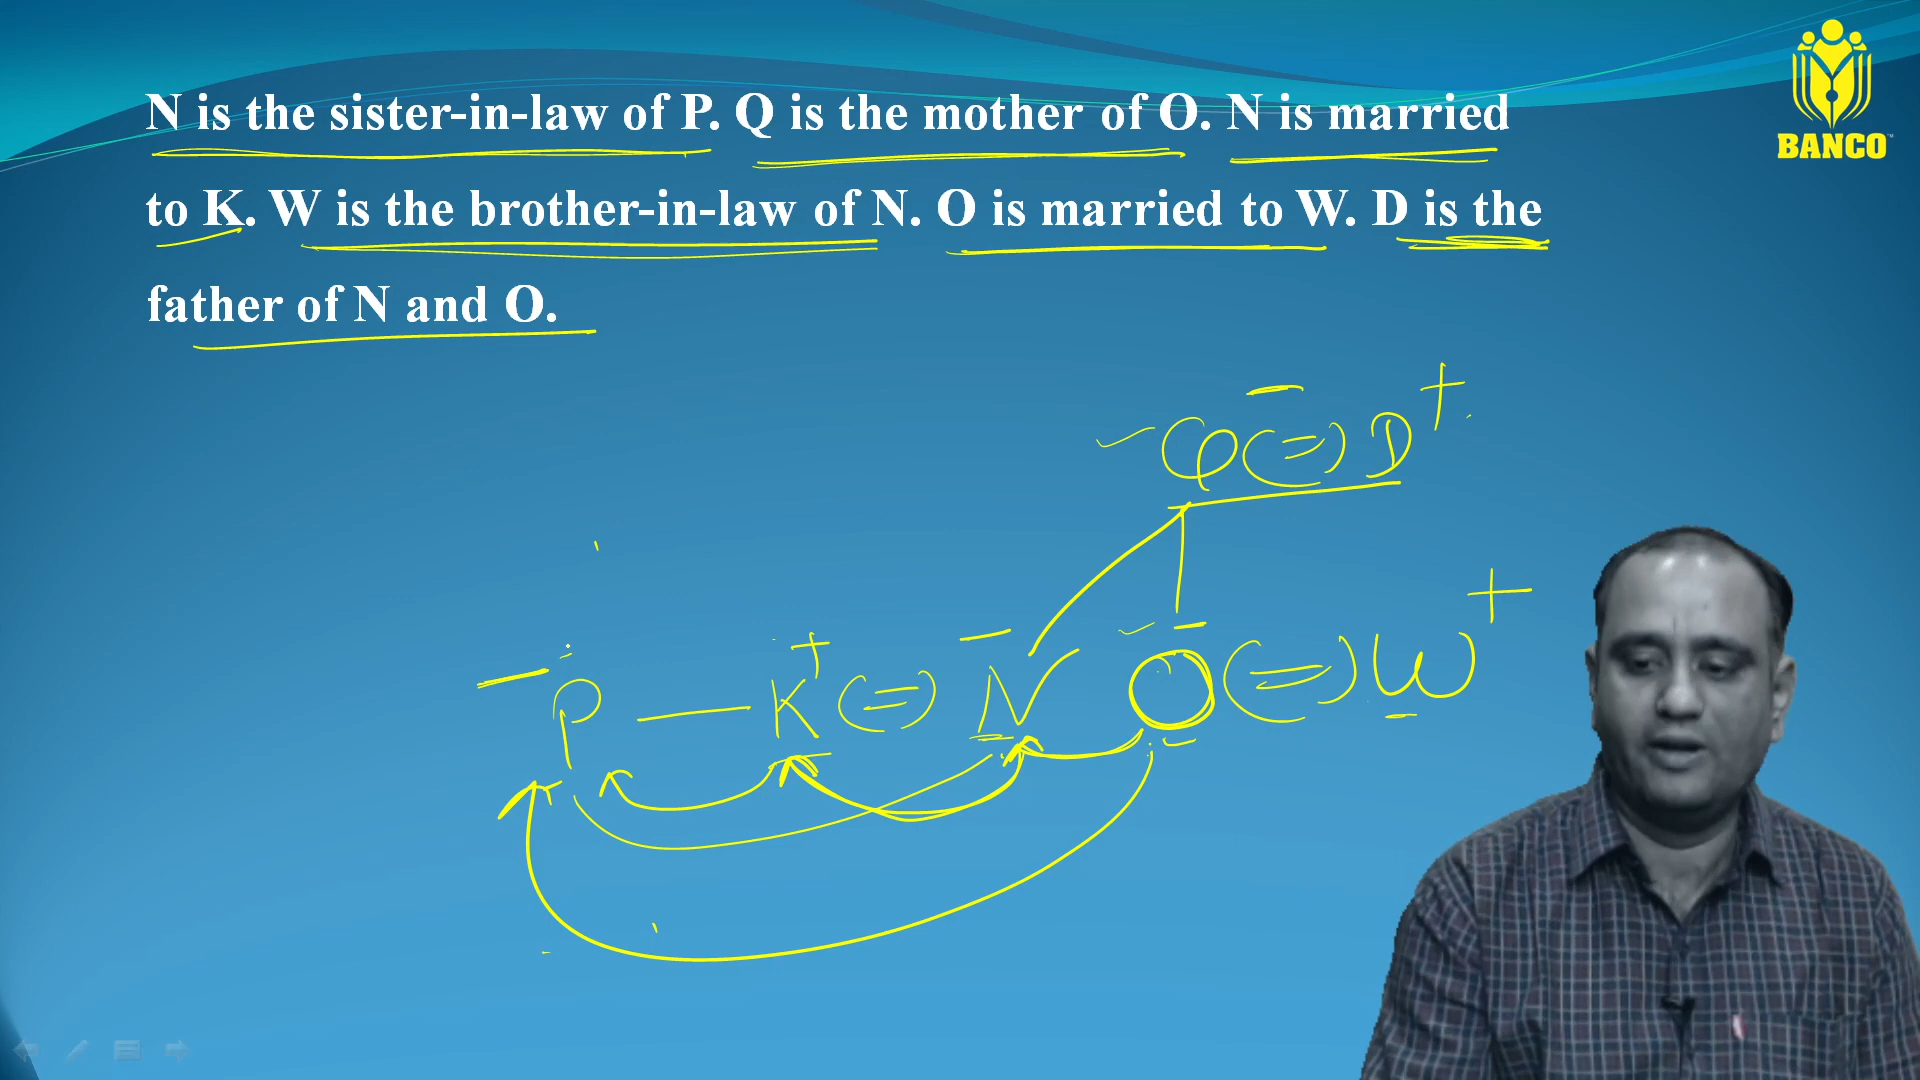 N is the sister-in-law of P. Q is the mother of O. N is married
to K. W is the brother-in-law of N. O is married to W. D is the
father of N and O.
BANCO
− Q (=) D +
− P — K + (=) N − O − (=) W +